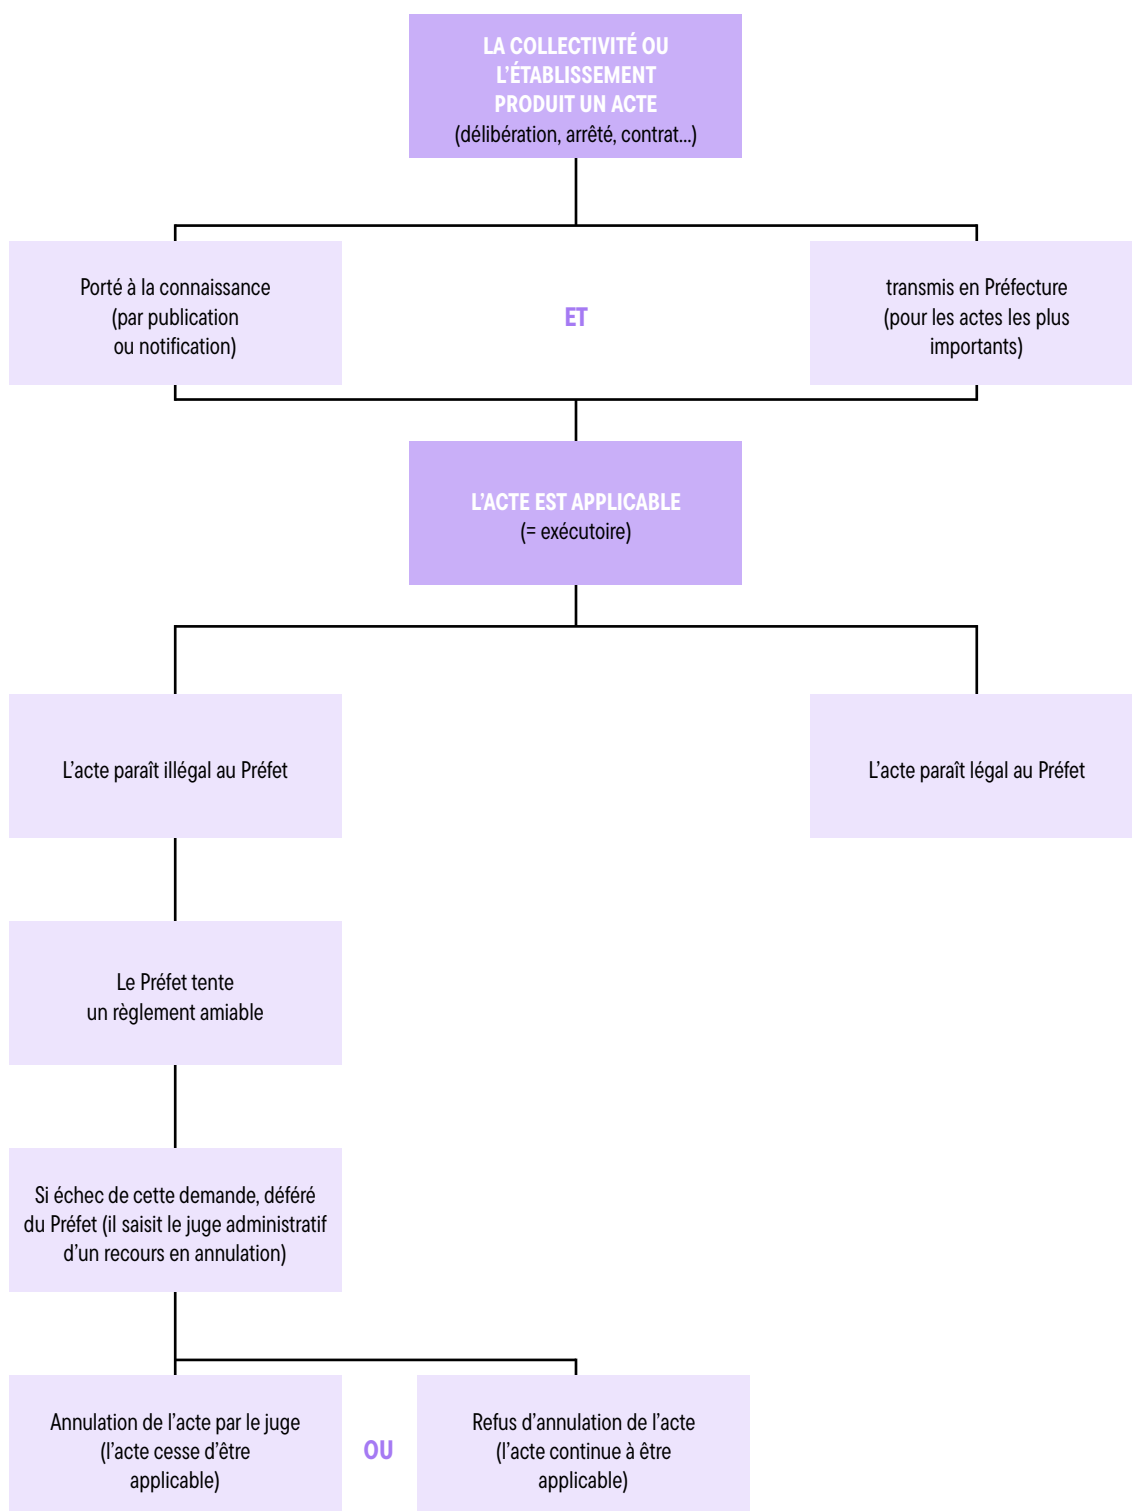 LA COLLECTIVITÉ OU
L'ÉTABLISSEMENT
PRODUIT UN ACTE
(délibération, arrêté, contrat...)
Porté à la connaissance
(par publication
ou notification)
ET
transmis en Préfecture
(pour les actes les plus
importants)
L'ACTE EST APPLICABLE
(= exécutoire)
L'acte paraît illégal au Préfet
L'acte paraît légal au Préfet
Le Préfet tente
un règlement amiable
Si échec de cette demande, déféré
du Préfet (il saisit le juge administratif
d'un recours en annulation)
Annulation de l'acte par le juge
(l'acte cesse d'être
applicable)
OU
Refus d'annulation de l'acte
(l'acte continue à être
applicable)